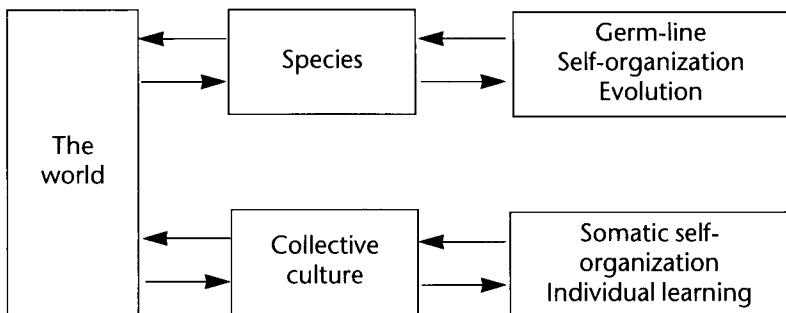 Species
Germ-line
Self-organization
Evolution
The
world
Collective
culture
Somatic self-
organization
Individual learning